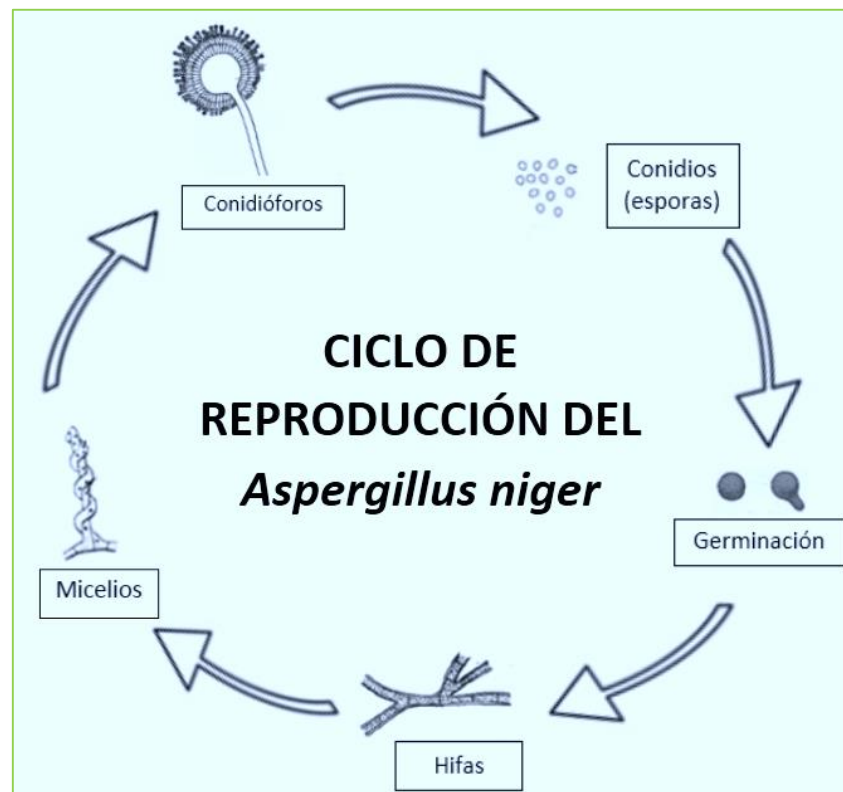 Conidióforos
Conidios
(esporas)
CICLO DE
REPRODUCCIÓN DEL
Aspergillus niger
Germinación
Micelios
Hifas